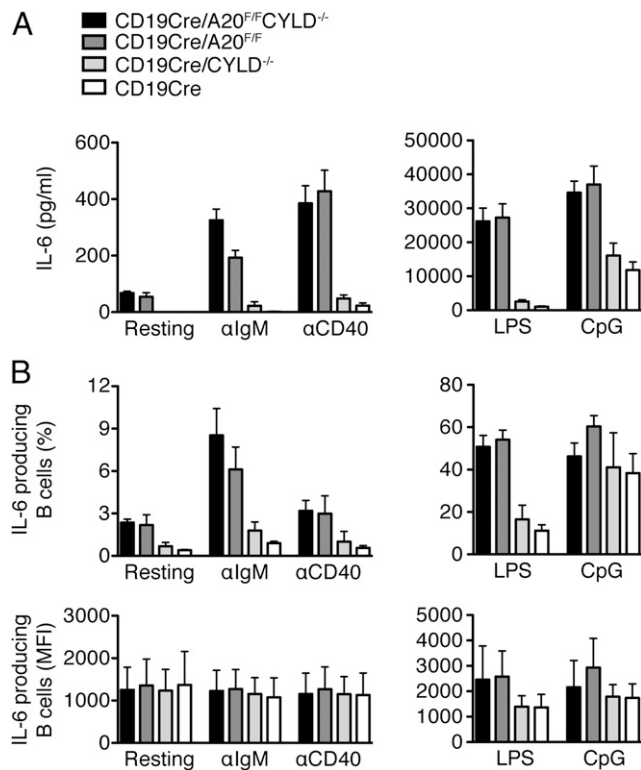 A
CD19Cre/A20F/FCYLD-/-
CD19Cre/A20F/F
CD19Cre/CYLD-/-
CD19Cre
IL-6 (pg/ml)
600
400
200
0
Resting αIgM αCD40
50000
40000
30000
20000
10000
0
LPS CpG
B
IL-6 producing
B cells (%)
12
9
6
3
0
Resting αIgM αCD40
80
60
40
20
0
LPS CpG
IL-6 producing
B cells (MFI)
3000
2000
1000
0
Resting αIgM αCD40
5000
4000
3000
2000
1000
0
LPS CpG